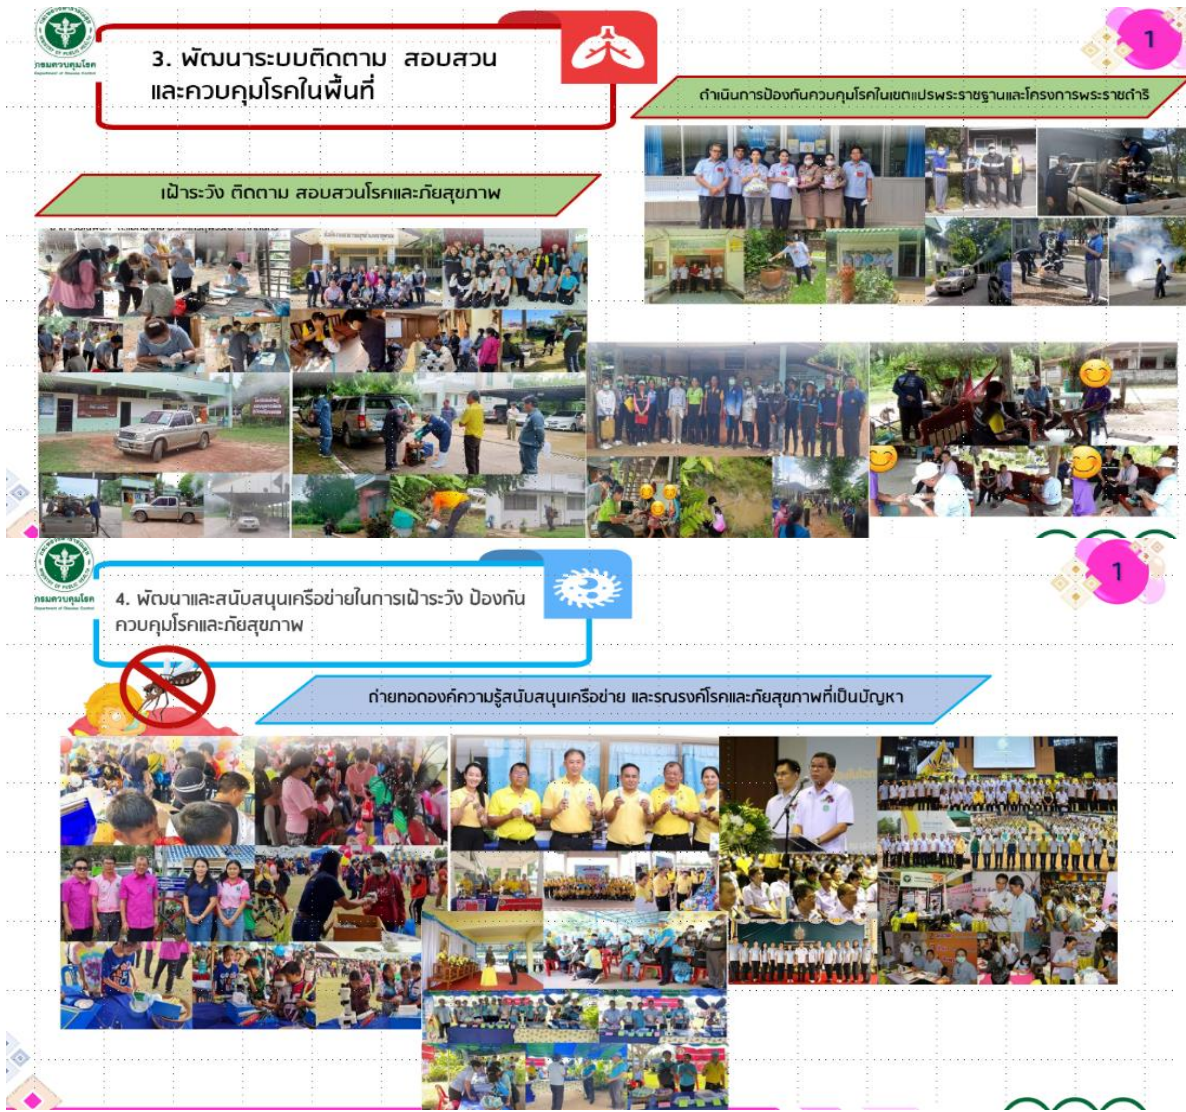 กรมควบคุมโรค
Department of Disease Control
3. พัฒนาระบบติดตาม สอบสวน
และควบคุมโรคในพื้นที่
1
ดำเนินการป้องกันควบคุมโรคในเขตแปรพระราชฐานและโครงการพระราชดำริ
เฝ้าระวัง ติดตาม สอบสวนโรคและภัยสุขภาพ
กรมควบคุมโรค
Department of Disease Control
4. พัฒนาและสนับสนุนเครือข่ายในการเฝ้าระวัง ป้องกัน
ควบคุมโรคและภัยสุขภาพ
1
ถ่ายทอดองค์ความรู้สนับสนุนเครือข่าย และรณรงค์โรคและภัยสุขภาพที่เป็นปัญหา